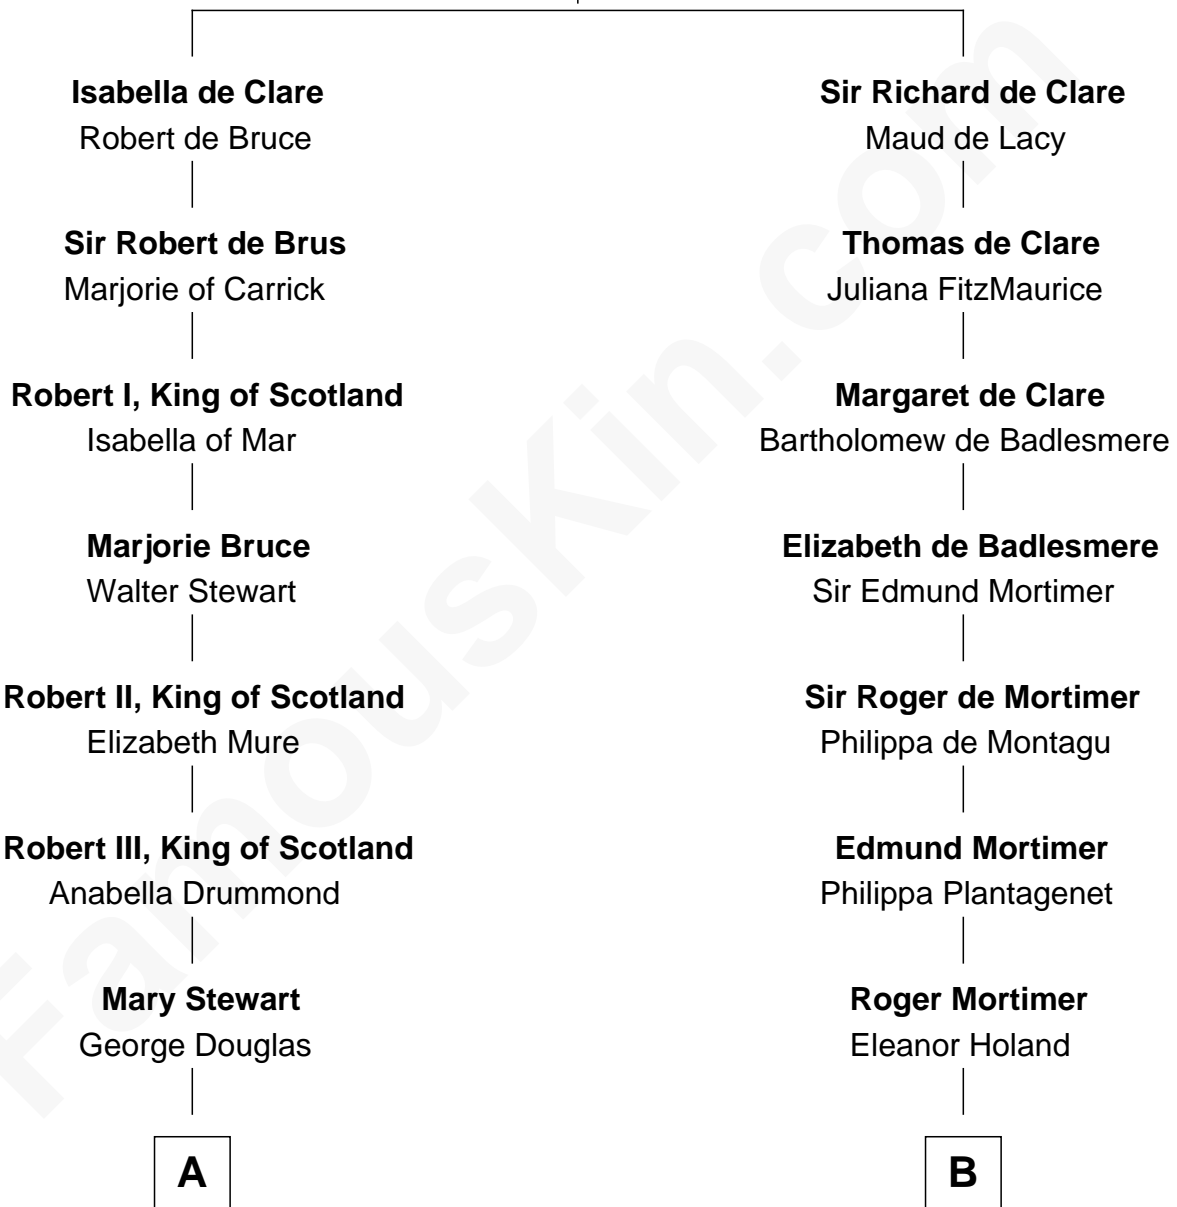 Isabella de Clare
Robert de Bruce
Sir Robert de Brus
Marjorie of Carrick
Robert I, King of Scotland
Isabella of Mar
Marjorie Bruce
Walter Stewart
Robert II, King of Scotland
Elizabeth Mure
Robert III, King of Scotland
Anabella Drummond
Mary Stewart
George Douglas
A
Sir Richard de Clare
Maud de Lacy
Thomas de Clare
Juliana FitzMaurice
Margaret de Clare
Bartholomew de Badlesmere
Elizabeth de Badlesmere
Sir Edmund Mortimer
Sir Roger de Mortimer
Philippa de Montagu
Edmund Mortimer
Philippa Plantagenet
Roger Mortimer
Eleanor Holand
B
FamousKin.com